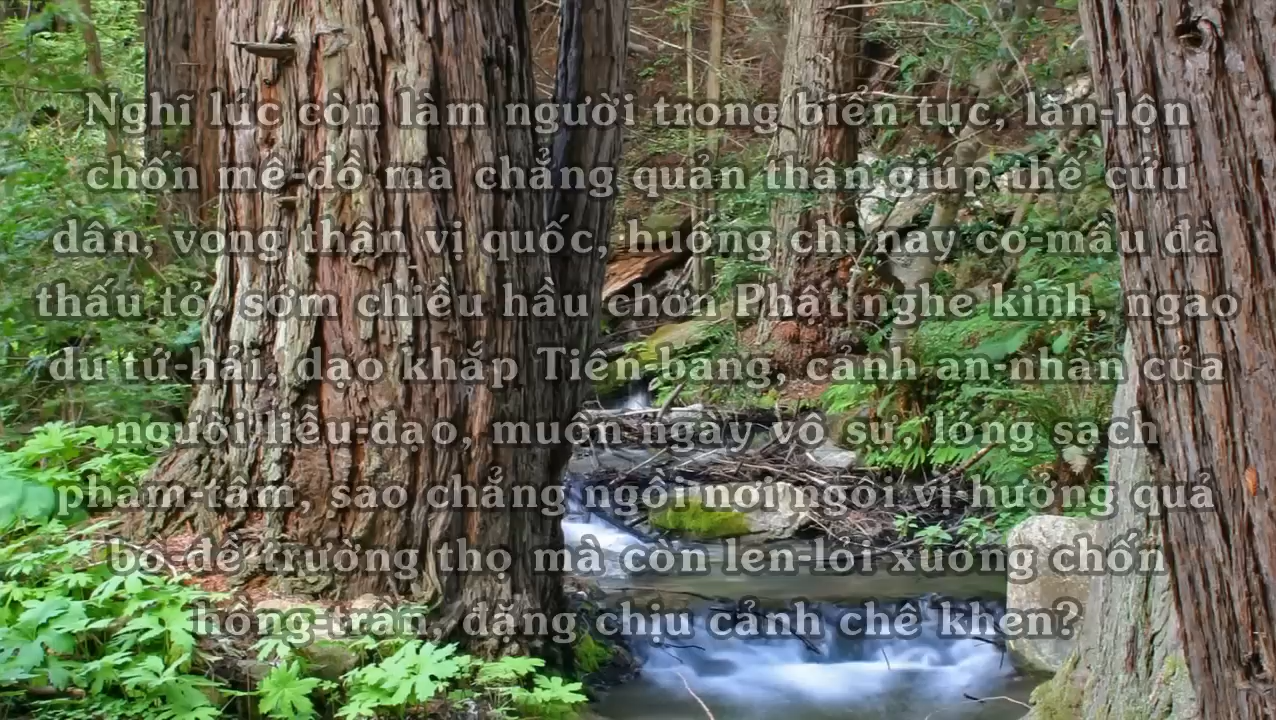 Nghĩ lúc còn làm người trong biển tục, lăn-lộn
chốn mê-đồ mà chẳng quản thân giúp thế cứu
dân, vong thân vị quốc, huống chi nay cơ-mầu đà
thấu tỏ, sớm chiều hầu chơn Phật nghe kinh, ngao
du tứ-hải, dạo khắp Tiên bang, cảnh an-nhàn của
người liễu đạo, muôn ngày vô sự, lòng sạch
phàm-tâm, sao chẳng ngồi nơi ngôi vị hưởng quả
bồ đề trường thọ mà còn len-lỏi xuống chốn
hồng-trần, đặng chịu cảnh chê khen?